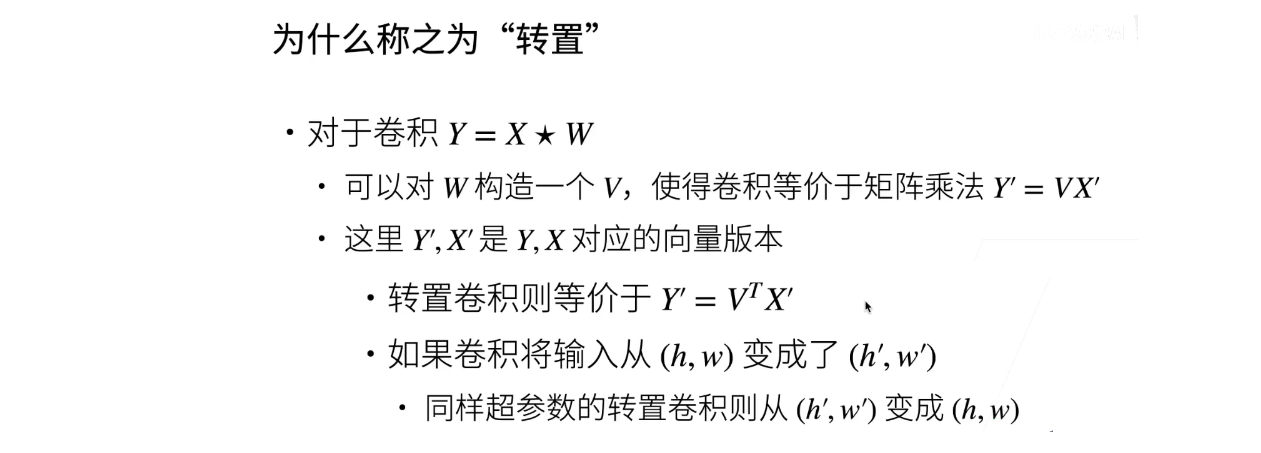 为什么称之为“转置”
• 对于卷积 Y = X ★ W
• 可以对 W 构造一个 V，使得卷积等价于矩阵乘法 Y′ = VX′
• 这里 Y′, X′ 是 Y, X 对应的向量版本
• 转置卷积则等价于 Y′ = VᵀX′
• 如果卷积将输入从 (h, w) 变成了 (h′, w′)
• 同样超参数的转置卷积则从 (h′, w′) 变成 (h, w)